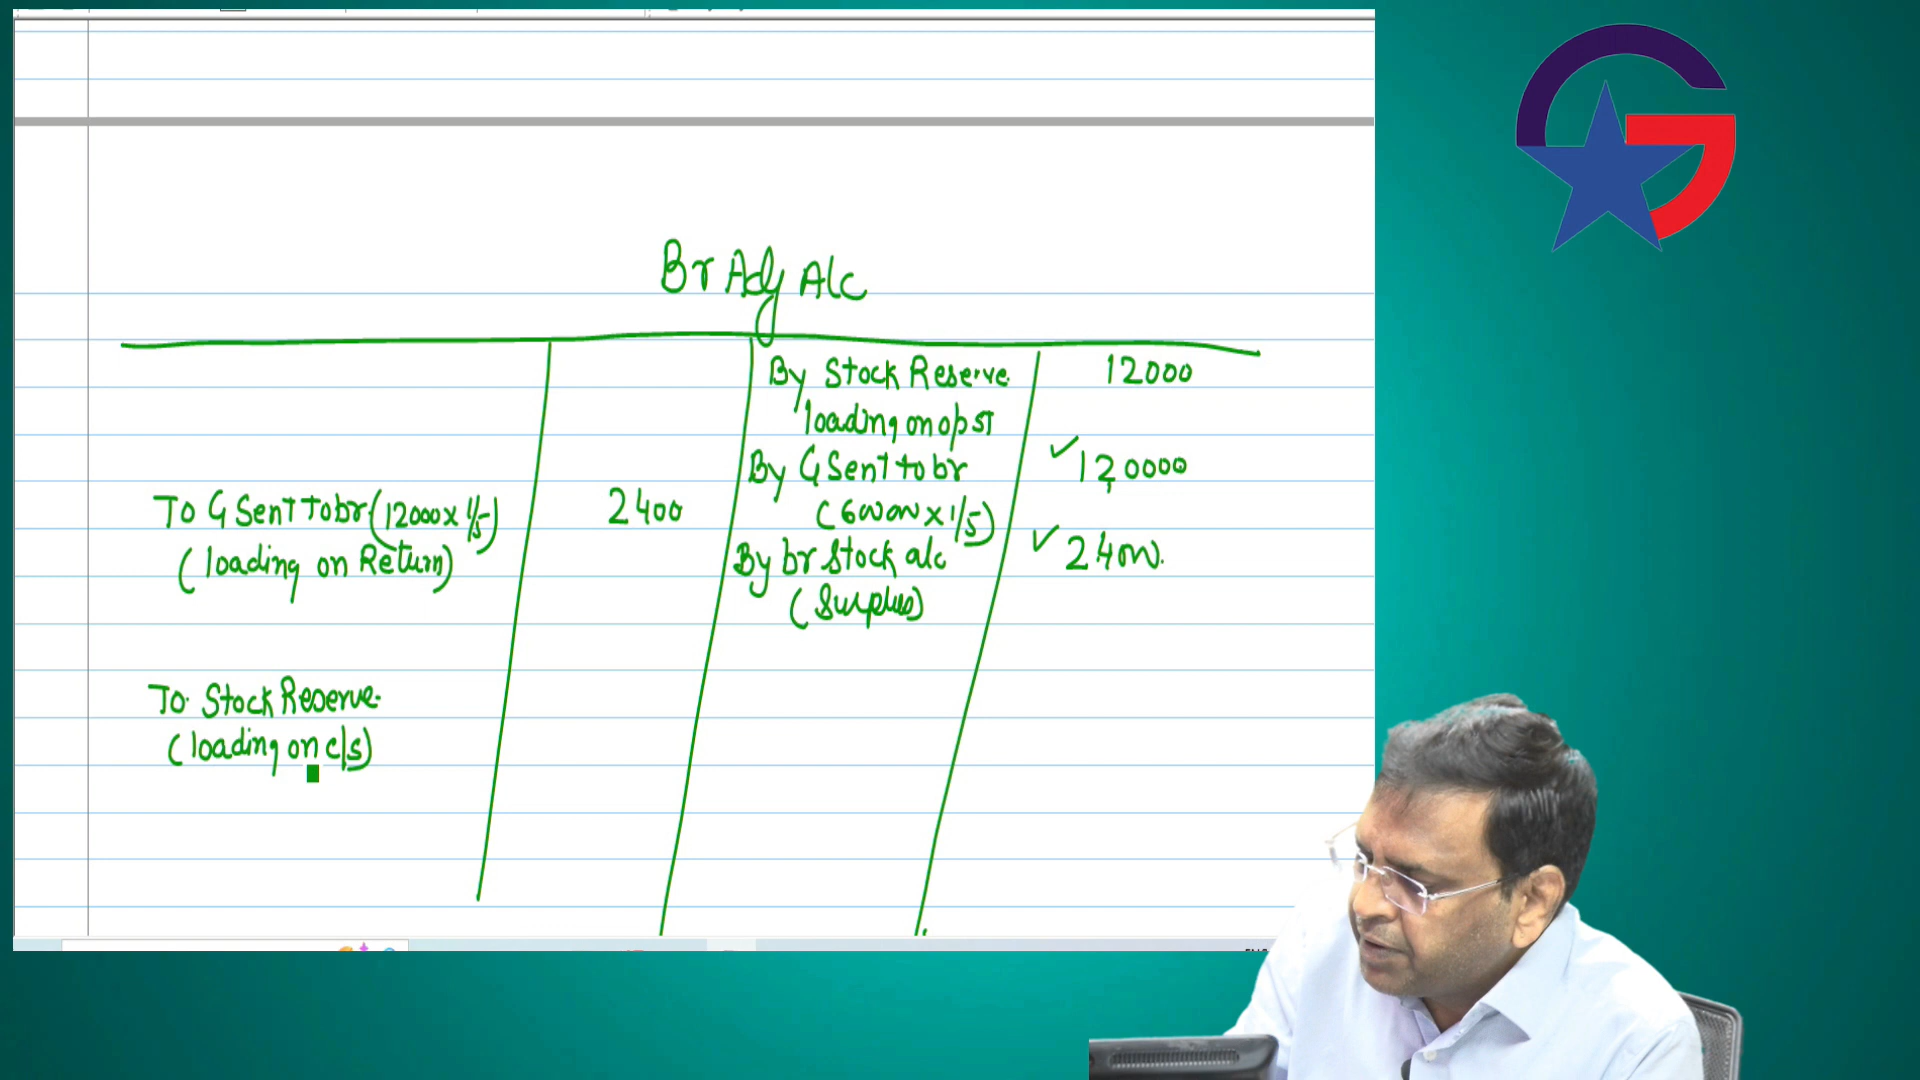 Br Adj A/c
By Stock Reserve 12000
loading on op st
By G Sent to br ✓ 120000
To G Sent to br (12000 x 1/5) 2400 (600000 x 1/5)
(loading on Return) By br Stock a/c ✓ 24000.
(Surplus)
To Stock Reserve
(loading on c/s)